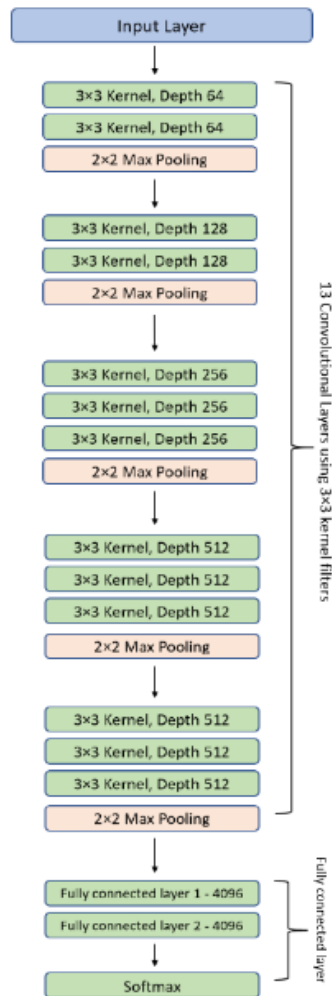 Input Layer
3×3 Kernel, Depth 64
3×3 Kernel, Depth 64
2×2 Max Pooling
3×3 Kernel, Depth 128
3×3 Kernel, Depth 128
2×2 Max Pooling
3×3 Kernel, Depth 256
3×3 Kernel, Depth 256
3×3 Kernel, Depth 256
2×2 Max Pooling
3×3 Kernel, Depth 512
3×3 Kernel, Depth 512
3×3 Kernel, Depth 512
2×2 Max Pooling
3×3 Kernel, Depth 512
3×3 Kernel, Depth 512
3×3 Kernel, Depth 512
2×2 Max Pooling
13 Convolutional Layers using 3×3 kernel filters
Fully connected layer 1 - 4096
Fully connected layer 2 - 4096
Softmax
Fully connected layer